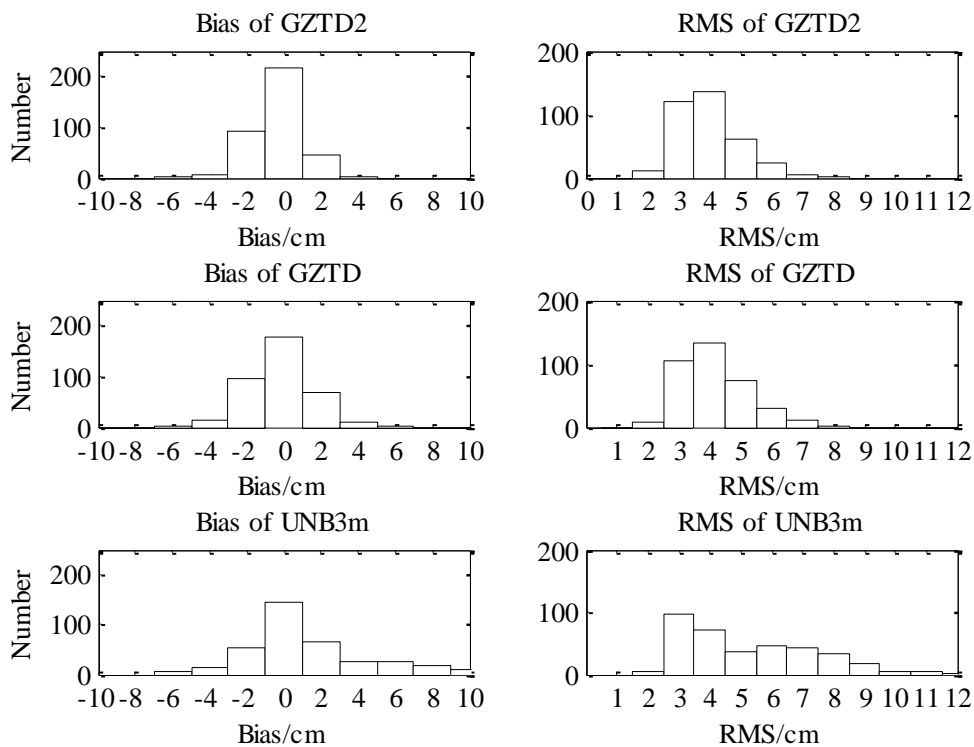 Bias of GZTD2
Number
200
100
0
-10 -8 -6 -4 -2 0 2 4 6 8 10
Bias/cm
RMS of GZTD2
200
100
0
0 1 2 3 4 5 6 7 8 9 10 11 12
RMS/cm
Bias of GZTD
Number
200
100
0
-10 -8 -6 -4 -2 0 2 4 6 8 10
Bias/cm
RMS of GZTD
200
100
0
1 2 3 4 5 6 7 8 9 10 11 12
RMS/cm
Bias of UNB3m
Number
200
100
0
-10 -8 -6 -4 -2 0 2 4 6 8 10
Bias/cm
RMS of UNB3m
200
100
0
1 2 3 4 5 6 7 8 9 10 11 12
RMS/cm